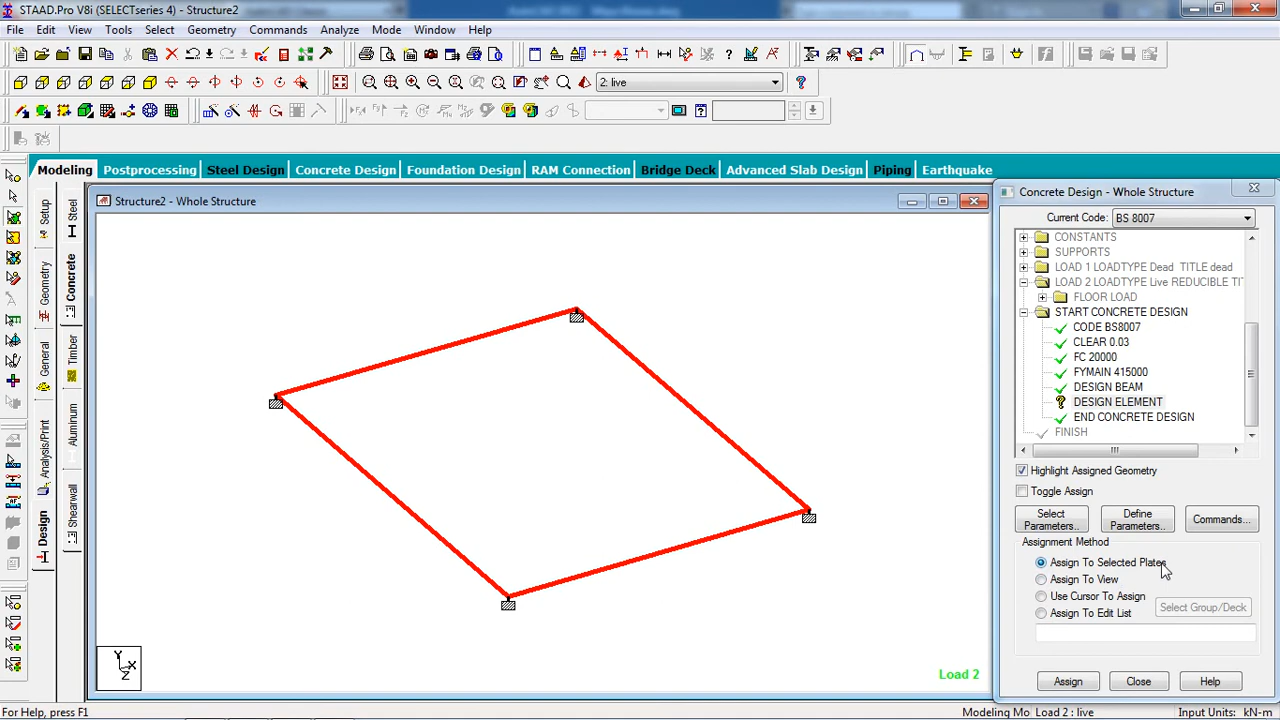 STAAD.Pro V8i (SELECTseries 4) - Structure2
File Edit View Tools Select Geometry Commands Analyze Mode Window Help
2: live
Modeling Postprocessing Steel Design Concrete Design Foundation Design RAM Connection Bridge Deck Advanced Slab Design Piping Earthquake
Setup
Geometry
General
Analysis/Print
Design
Steel
Concrete
Timber
Aluminum
Shearwall
Structure2 - Whole Structure
Y
X
Z
Load 2
Concrete Design - Whole Structure
Current Code: BS 8007
CONSTANTS
SUPPORTS
LOAD 1 LOADTYPE Dead TITLE dead
LOAD 2 LOADTYPE Live REDUCIBLE TI
FLOOR LOAD
START CONCRETE DESIGN
CODE BS8007
CLEAR 0.03
FC 20000
FYMAIN 415000
DESIGN BEAM
DESIGN ELEMENT
END CONCRETE DESIGN
FINISH
Highlight Assigned Geometry
Toggle Assign
Select Parameters..
Define Parameters..
Commands...
Assignment Method
Assign To Selected Plates
Assign To View
Use Cursor To Assign
Assign To Edit List
Select Group/Deck
Assign Close Help
For Help, press F1
Modeling Mo Load 2 : live Input Units: kN-m